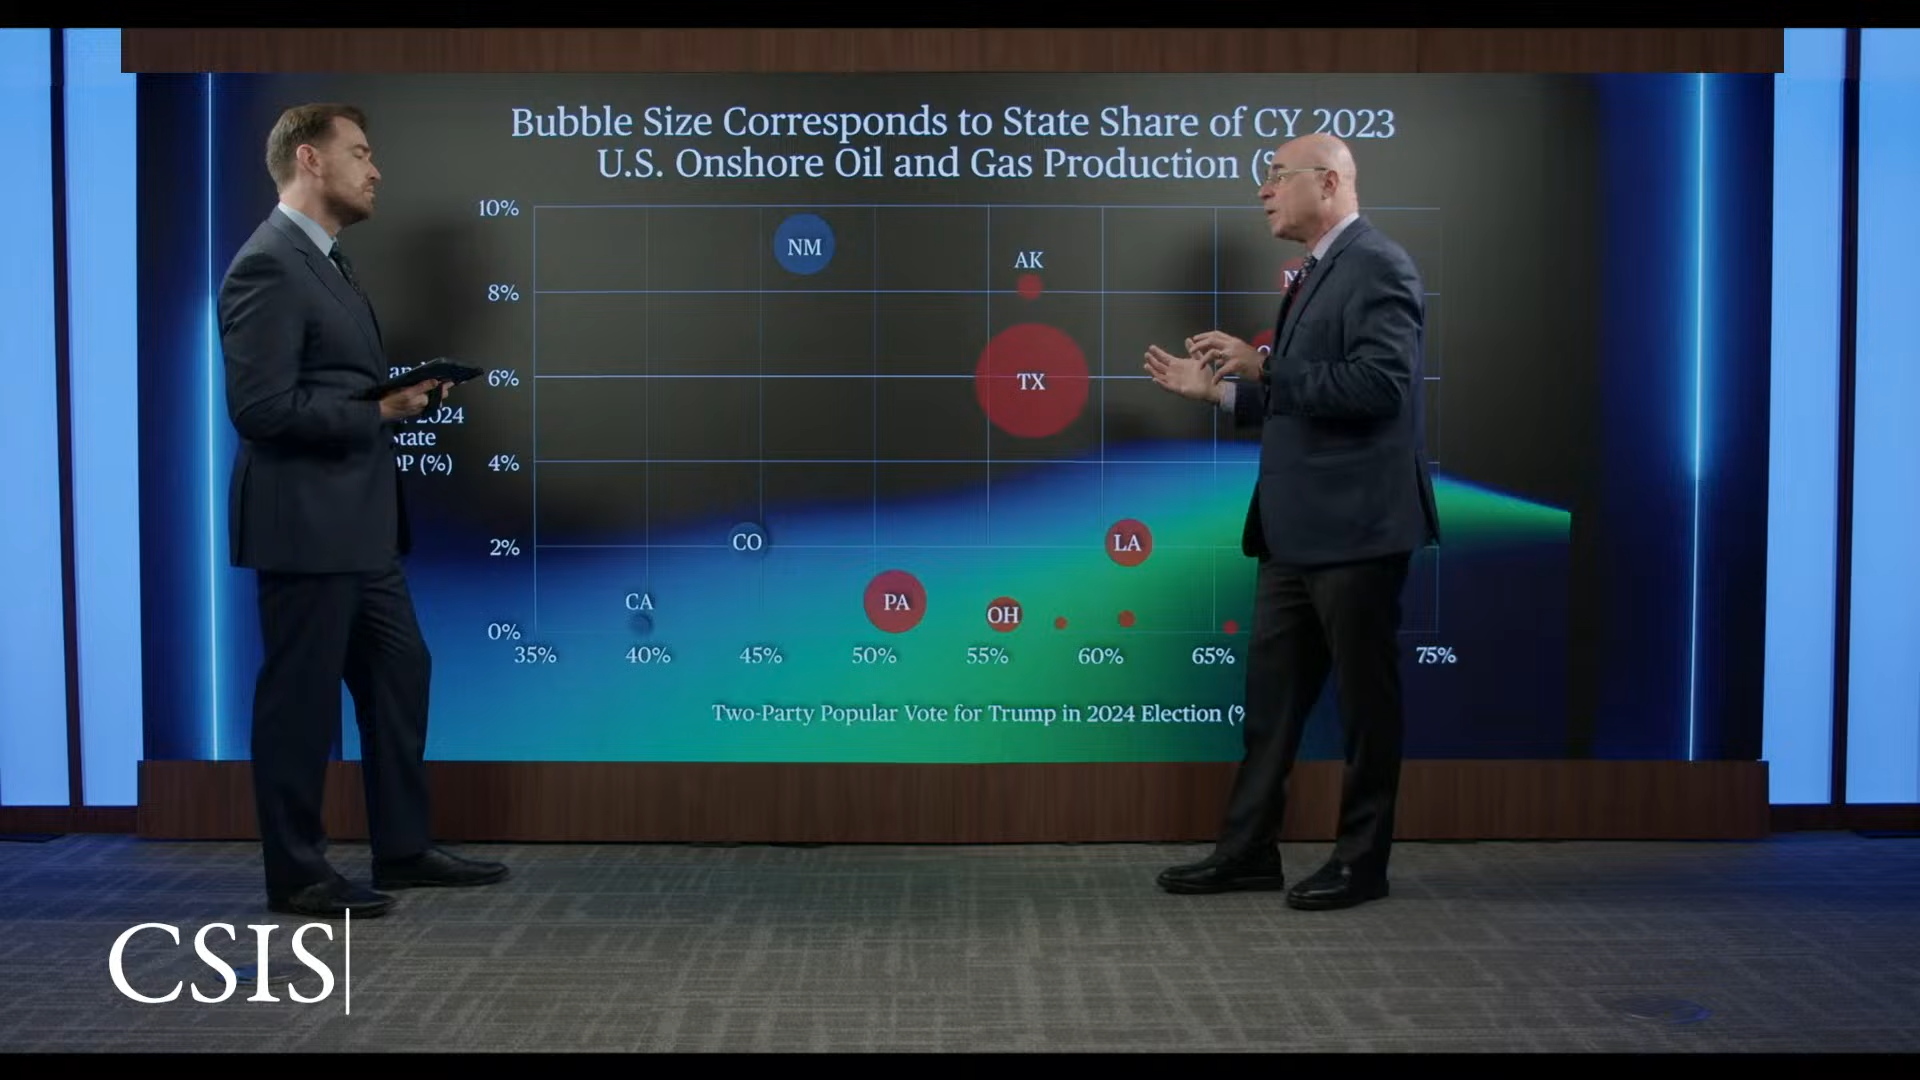 Bubble Size Corresponds to State Share of CY 2023
U.S. Onshore Oil and Gas Production (
10%
NM
AK
8%
6%
TX
2024
State
(%)
4%
CO
LA
2%
CA
PA
OH
0%
35%
40%
45%
50%
55%
60%
65%
75%
Two-Party Popular Vote for Trump in 2024 Election (%
CSIS